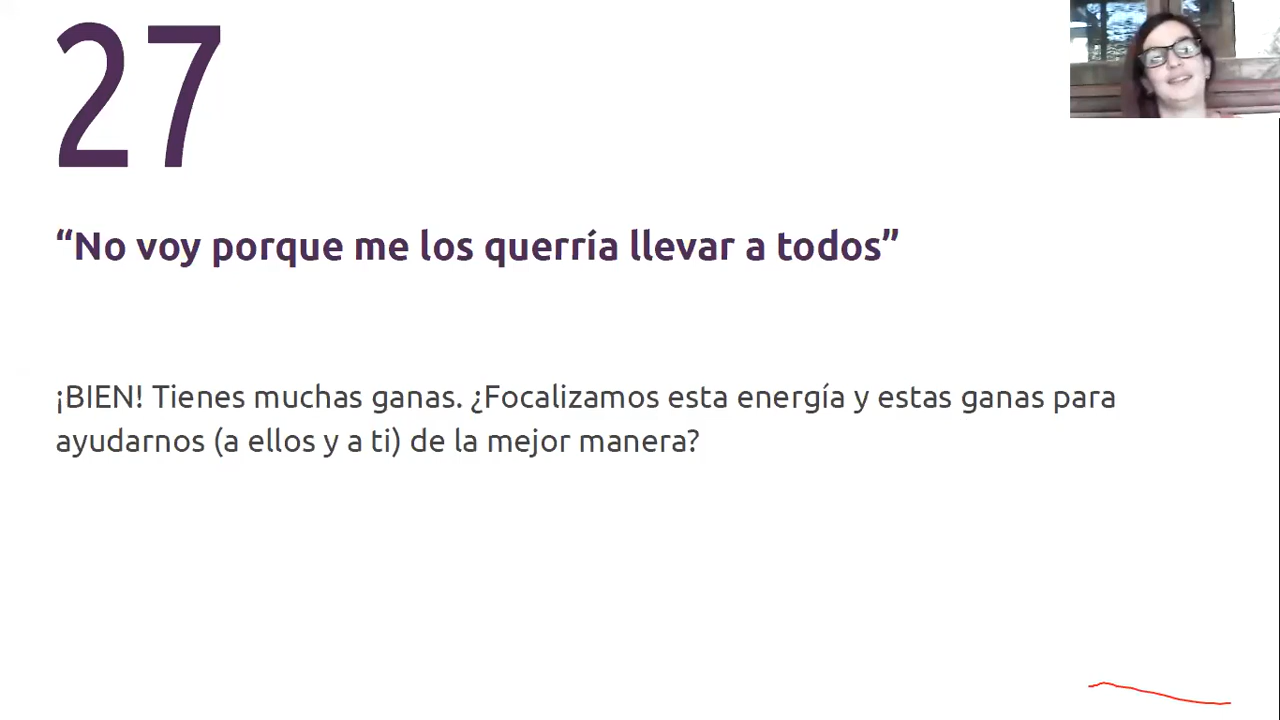 27
“No voy porque me los querría llevar a todos”
¡BIEN! Tienes muchas ganas. ¿Focalizamos esta energía y estas ganas para
ayudarnos (a ellos y a ti) de la mejor manera?